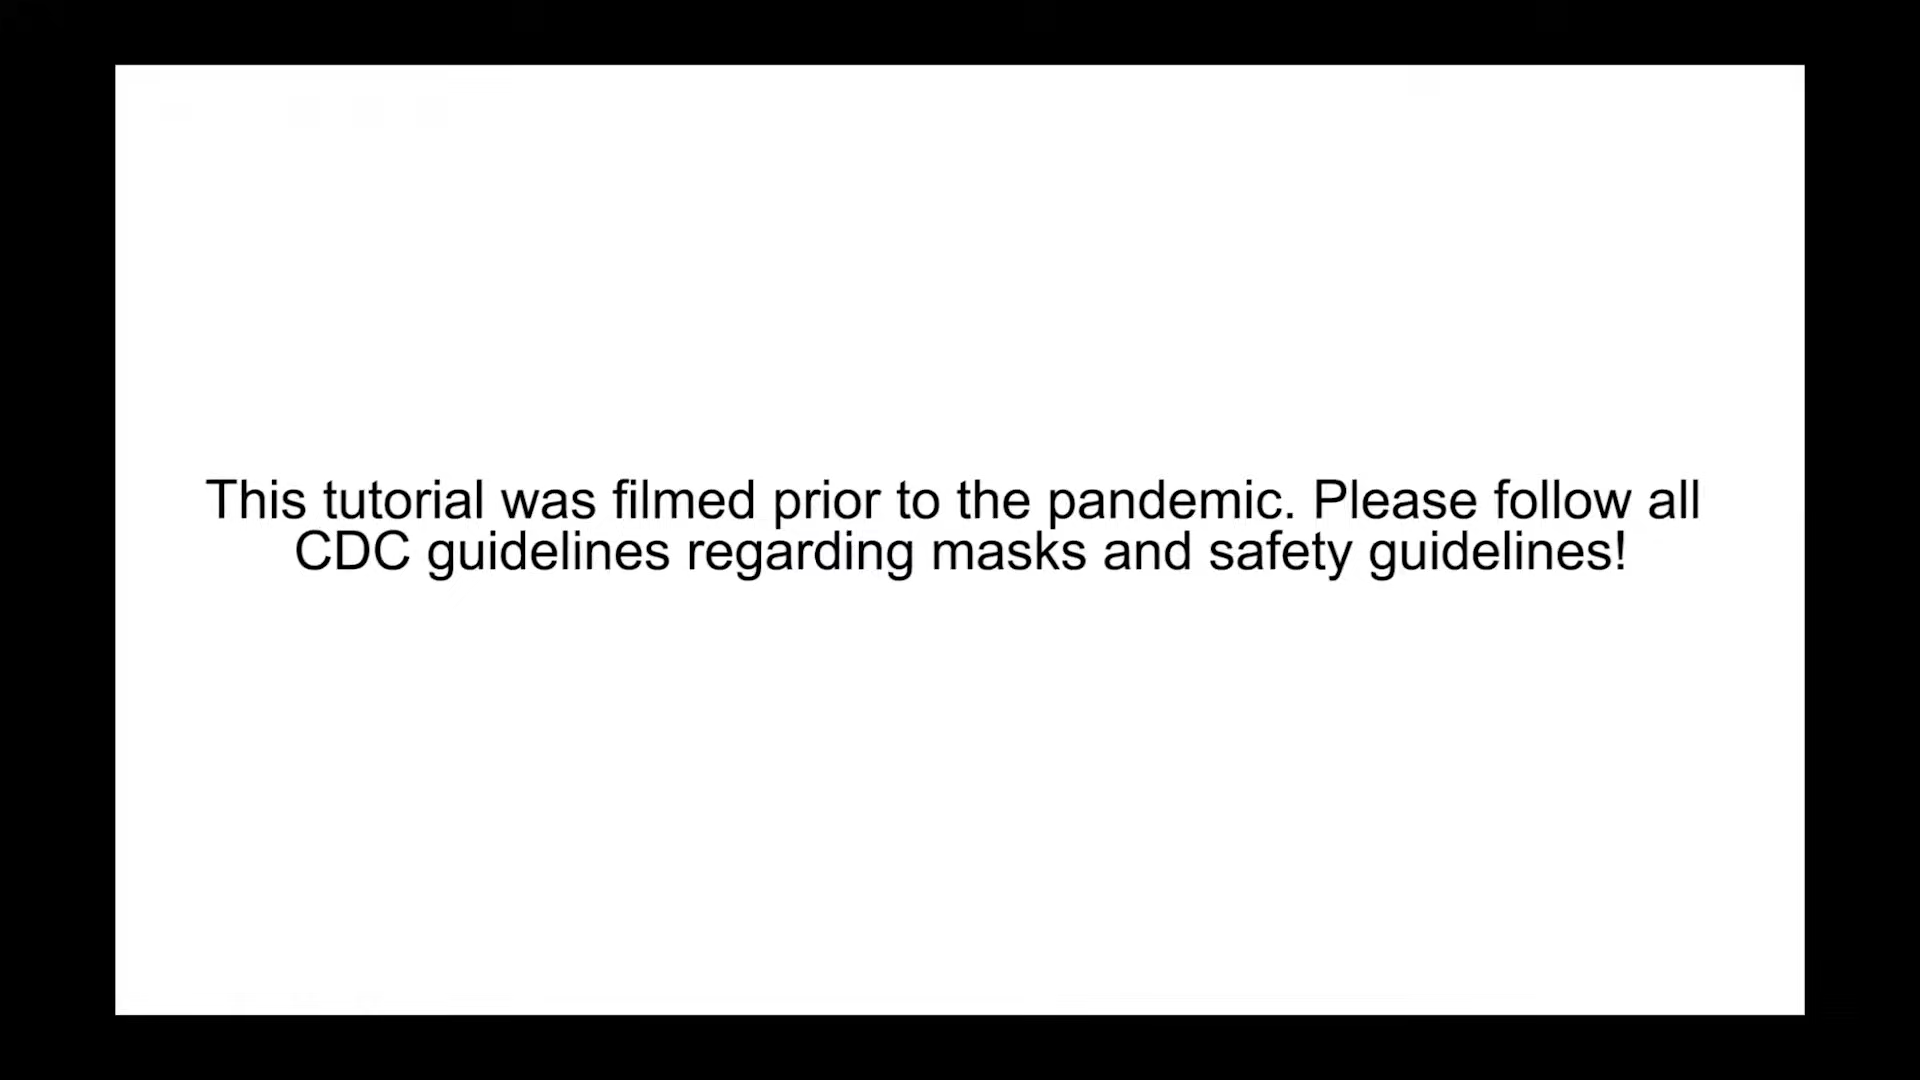 This tutorial was filmed prior to the pandemic. Please follow all
CDC guidelines regarding masks and safety guidelines!